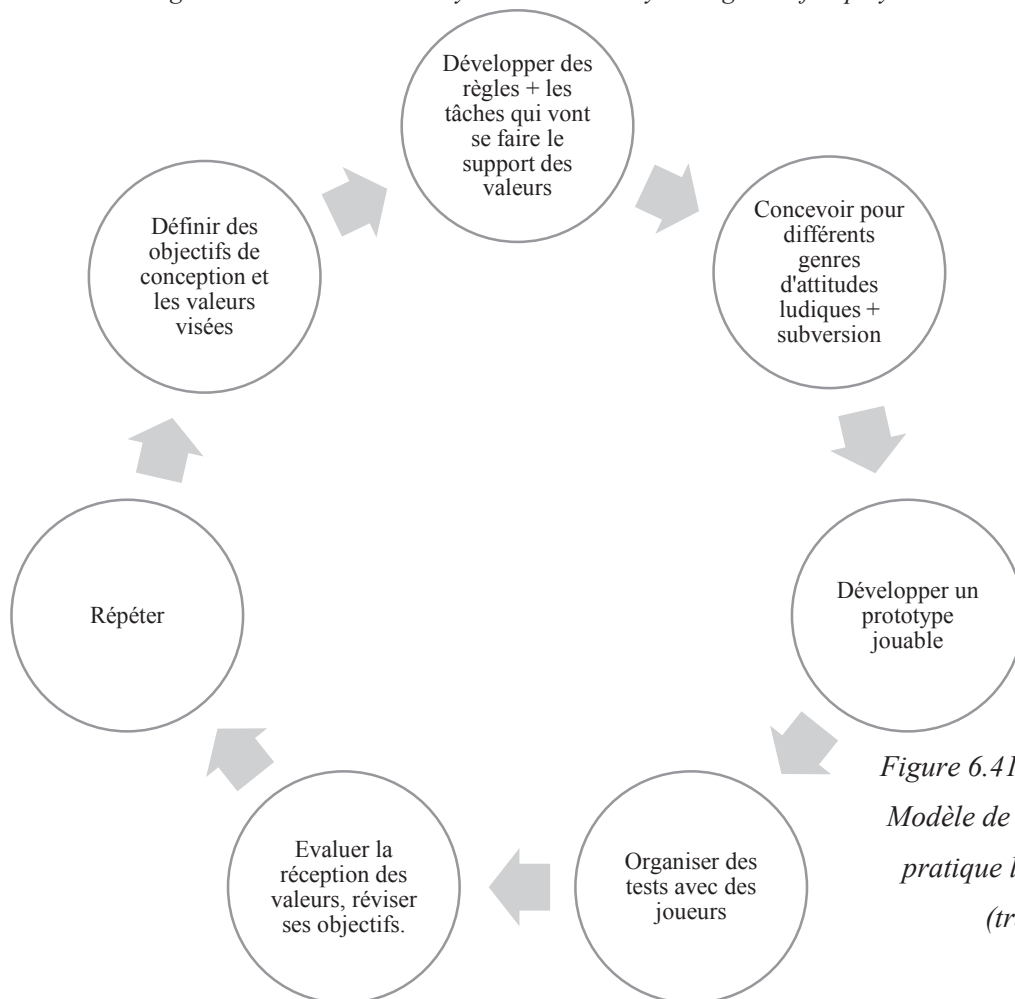 Développer des
règles + les
tâches qui vont
se faire le
support des
valeurs
Concevoir pour
différents
genres
d'attitudes
ludiques +
subversion
Développer un
prototype
jouable
Organiser des
tests avec des
joueurs
Evaluer la
réception des
valeurs, réviser
ses objectifs.
Répéter
Définir des
objectifs de
conception et
les valeurs
visées
Figure 6.41
Modèle de
pratique